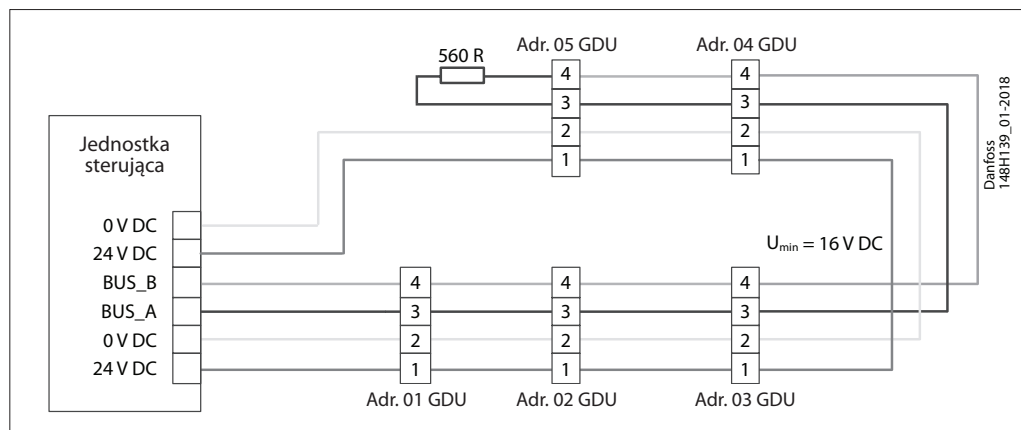 Adr. 05 GDU
Adr. 04 GDU
560 R
4
3
2
1
4
3
2
1
Danfoss
148H139_01-2018
Jednostka
sterująca
0 V DC
24 V DC
BUS_B
BUS_A
0 V DC
24 V DC
Umin = 16 V DC
4
3
2
1
4
3
2
1
4
3
2
1
Adr. 01 GDU
Adr. 02 GDU
Adr. 03 GDU